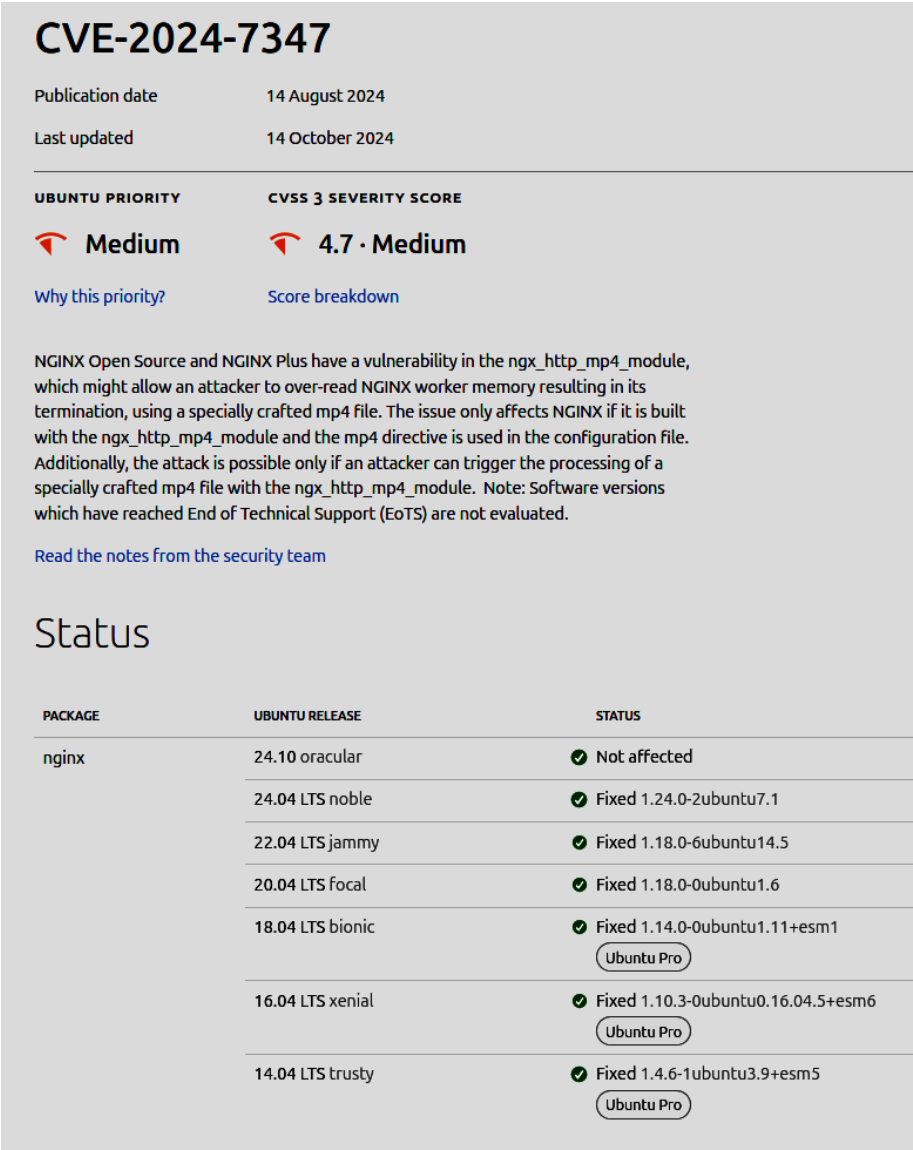 CVE-2024-7347
Publication date 14 August 2024
Last updated 14 October 2024
UBUNTU PRIORITY CVSS 3 SEVERITY SCORE
Medium 4.7 · Medium
Why this priority? Score breakdown
NGINX Open Source and NGINX Plus have a vulnerability in the ngx_http_mp4_module,
which might allow an attacker to over-read NGINX worker memory resulting in its
termination, using a specially crafted mp4 file. The issue only affects NGINX if it is built
with the ngx_http_mp4_module and the mp4 directive is used in the configuration file.
Additionally, the attack is possible only if an attacker can trigger the processing of a
specially crafted mp4 file with the ngx_http_mp4_module.  Note: Software versions
which have reached End of Technical Support (EoTS) are not evaluated.
Read the notes from the security team
Status
PACKAGE UBUNTU RELEASE STATUS
nginx 24.10 oracular Not affected
24.04 LTS noble Fixed 1.24.0-2ubuntu7.1
22.04 LTS jammy Fixed 1.18.0-6ubuntu14.5
20.04 LTS focal Fixed 1.18.0-0ubuntu1.6
18.04 LTS bionic Fixed 1.14.0-0ubuntu1.11+esm1
Ubuntu Pro
16.04 LTS xenial Fixed 1.10.3-0ubuntu0.16.04.5+esm6
Ubuntu Pro
14.04 LTS trusty Fixed 1.4.6-1ubuntu3.9+esm5
Ubuntu Pro